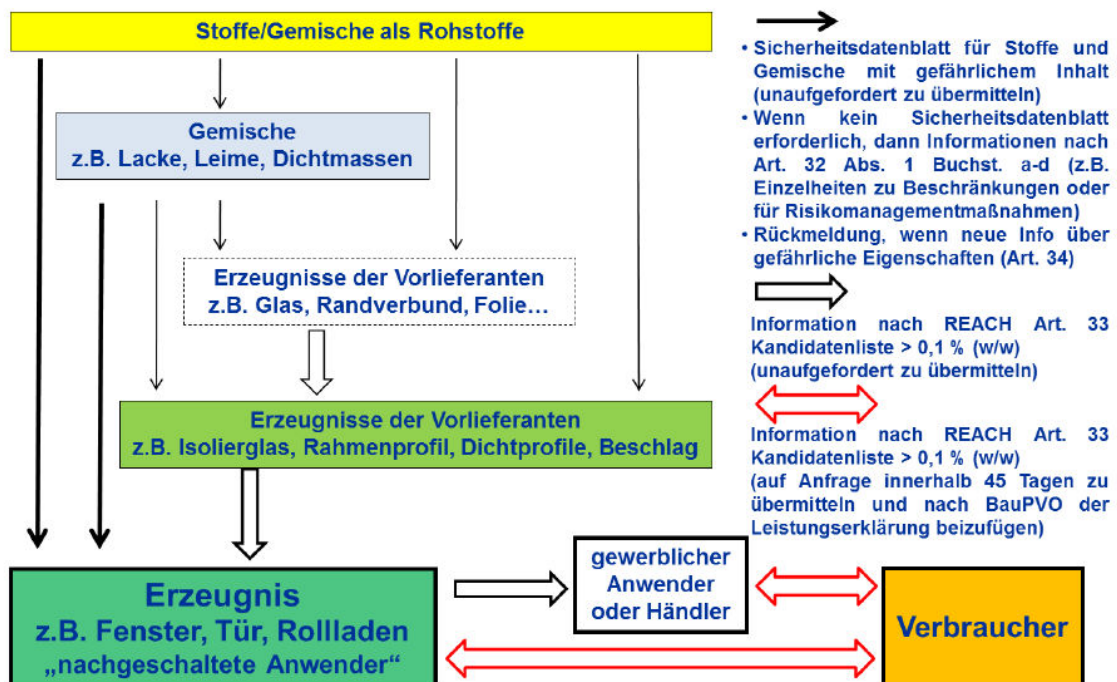 Stoffe/Gemische als Rohstoffe
Gemische
z.B. Lacke, Leime, Dichtmassen
Erzeugnisse der Vorlieferanten
z.B. Glas, Randverbund, Folie…
Erzeugnisse der Vorlieferanten
z.B. Isolierglas, Rahmenprofil, Dichtprofile, Beschlag
Erzeugnis
z.B. Fenster, Tür, Rollladen
„nachgeschaltete Anwender“
gewerblicher
Anwender
oder Händler
Verbraucher
• Sicherheitsdatenblatt für Stoffe und
Gemische mit gefährlichem Inhalt
(unaufgefordert zu übermitteln)
• Wenn kein Sicherheitsdatenblatt
erforderlich, dann Informationen nach
Art. 32 Abs. 1 Buchst. a-d (z.B.
Einzelheiten zu Beschränkungen oder
für Risikomanagementmaßnahmen)
• Rückmeldung, wenn neue Info über
gefährliche Eigenschaften (Art. 34)
Information nach REACH Art. 33
Kandidatenliste > 0,1 % (w/w)
(unaufgefordert zu übermitteln)
Information nach REACH Art. 33
Kandidatenliste > 0,1 % (w/w)
(auf Anfrage innerhalb 45 Tagen zu
übermitteln und nach BauPVO der
Leistungserklärung beizufügen)